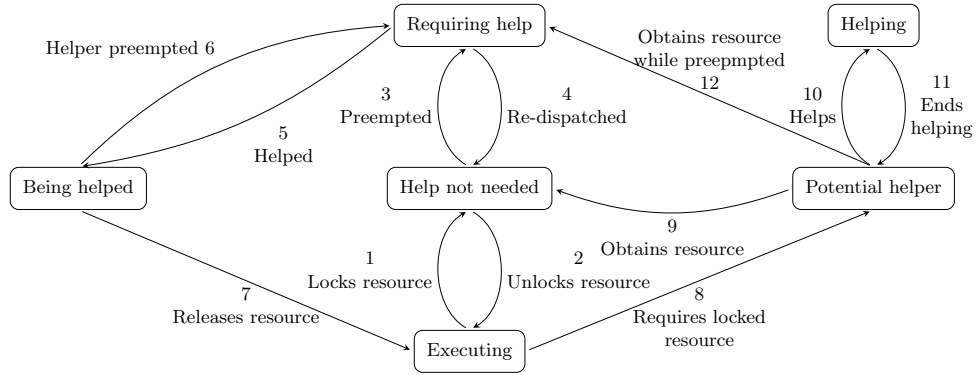 Requiring help
Helping
Helper preempted 6
Obtains resource
while preepmpted
12
3
Preempted
4
Re-dispatched
10
Helps
11
Ends
helping
5
Helped
Being helped
Help not needed
Potential helper
9
Obtains resource
1
Locks resource
2
Unlocks resource
7
Releases resource
8
Requires locked
resource
Executing